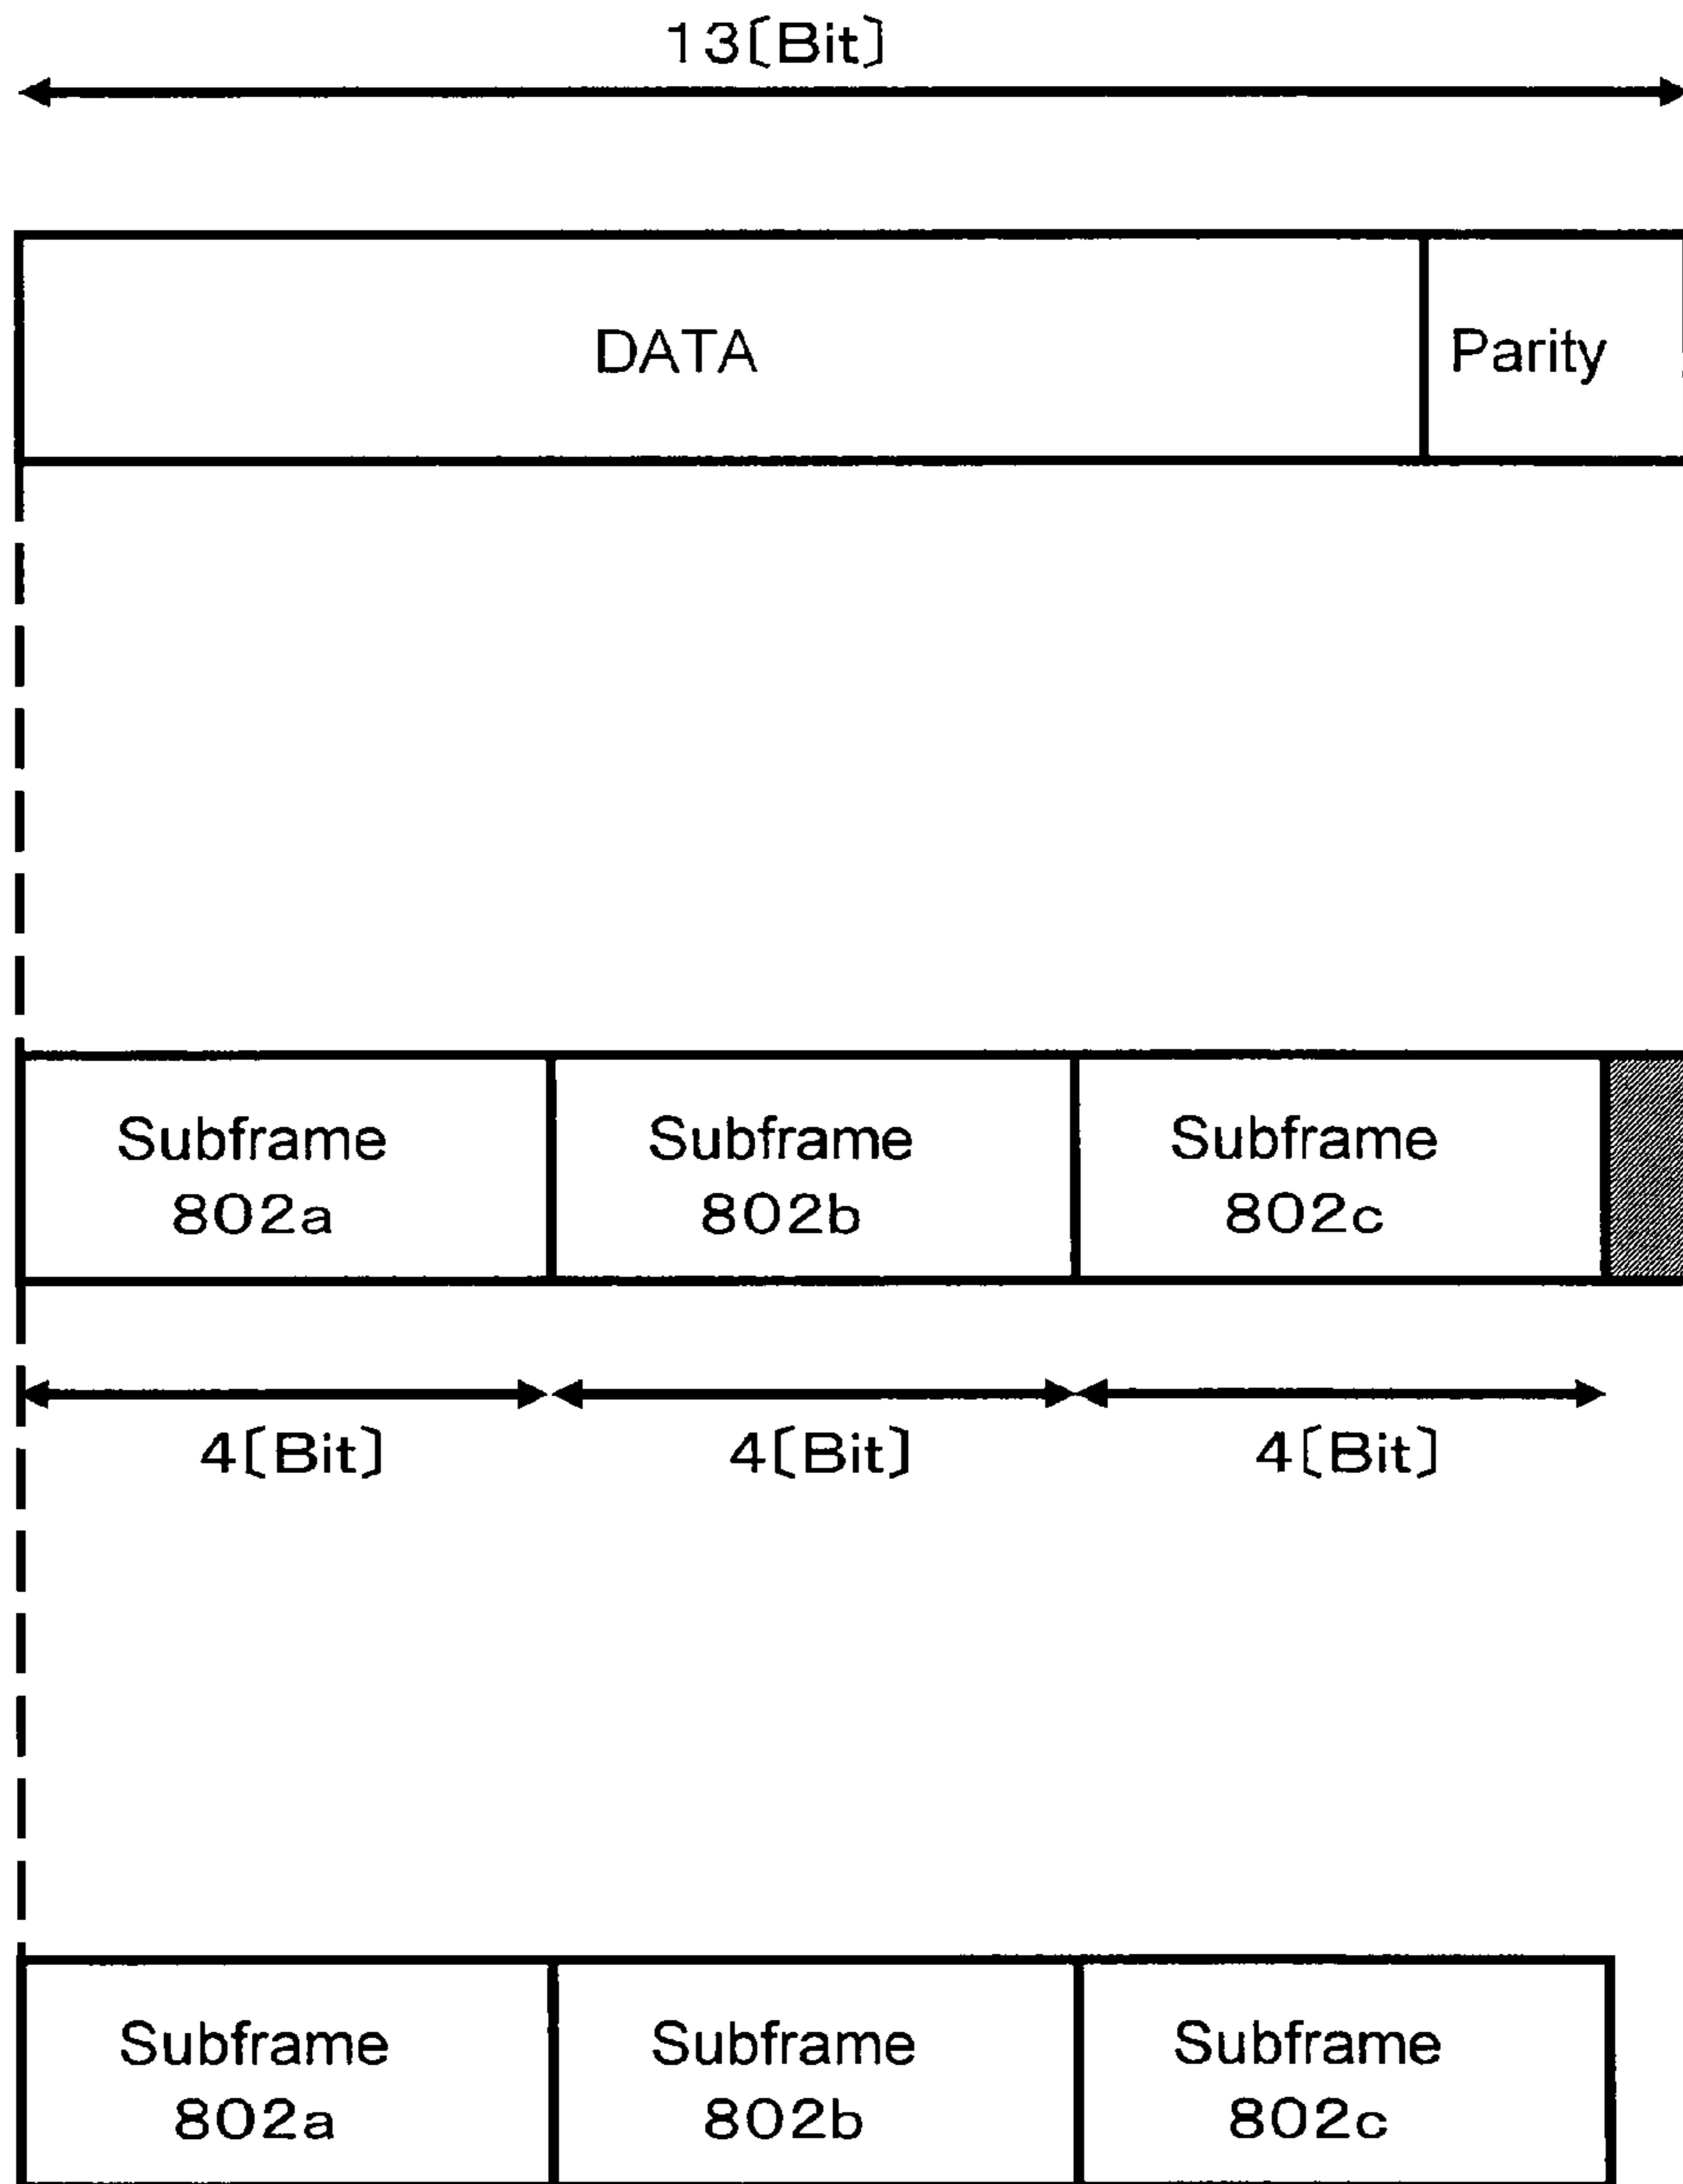 13〔Bit〕
DATA Parity
Subframe Subframe Subframe
802a 802b 802c
4〔Bit〕 4〔Bit〕 4〔Bit〕
Subframe Subframe Subframe
802a 802b 802c